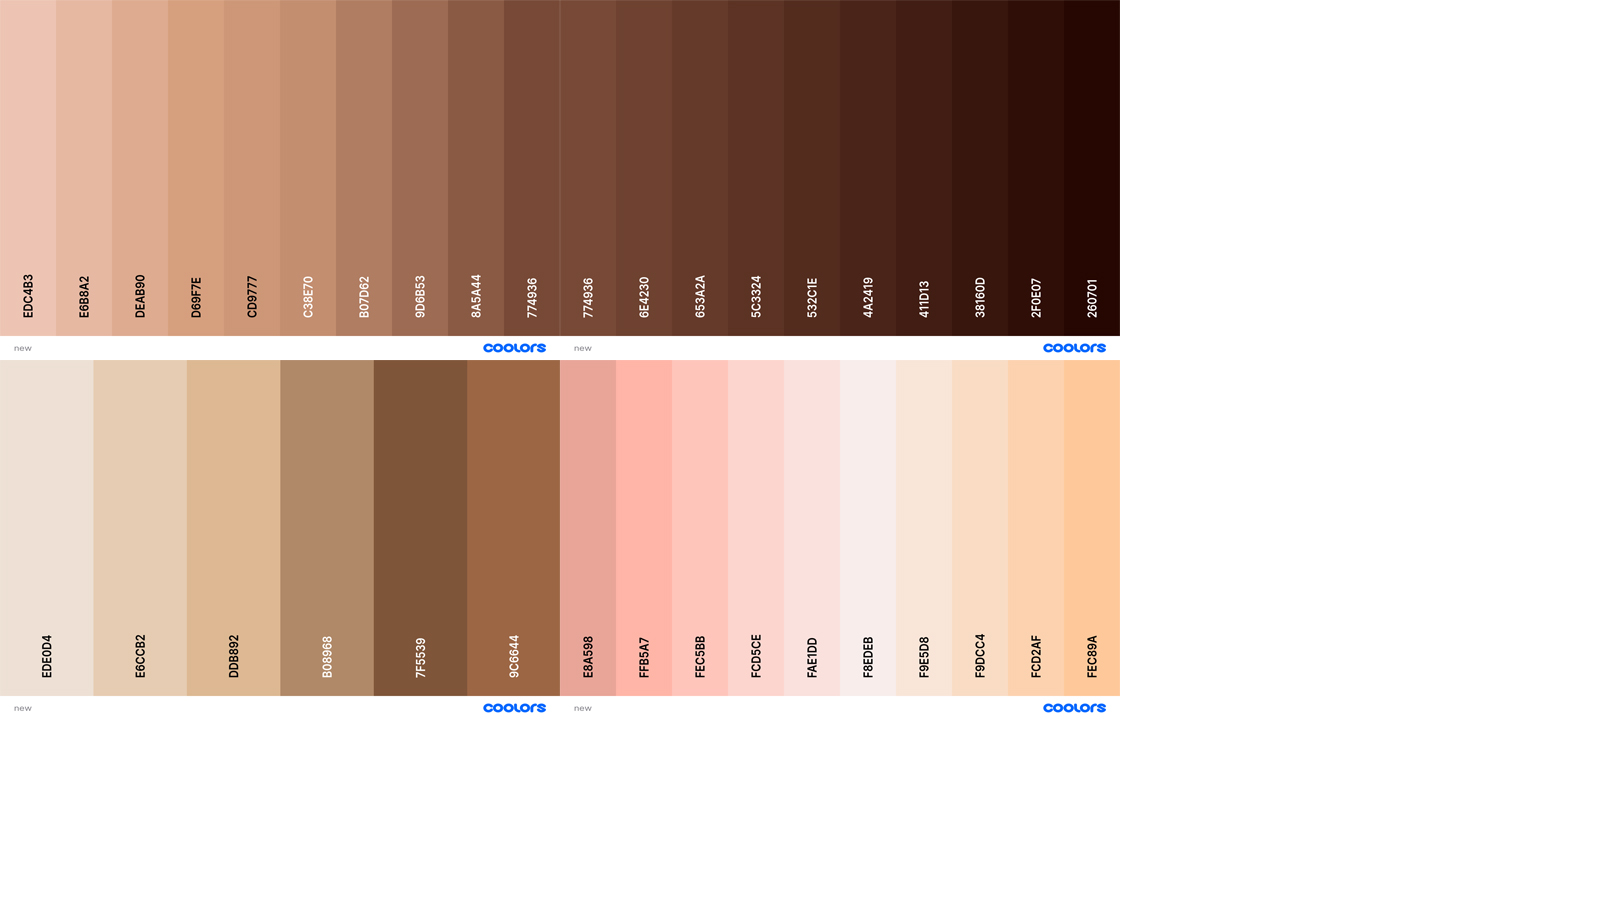 EDC4B3
E6B8A2
DEAB90
D69F7E
CD9777
C38E70
B07D62
9D6B53
8A5A44
774936
new
coolors
774936
6E4230
653A2A
5C3324
532C1E
4A2419
411D13
38160D
2F0E07
260701
new
coolors
EDE0D4
E6CCB2
DDB892
B08968
7F5539
9C6644
new
coolors
E8A598
FFB5A7
FEC5BB
FCD5CE
FAE1DD
F8EDEB
F9E5D8
F9DCC4
FCD2AF
FEC89A
new
coolors